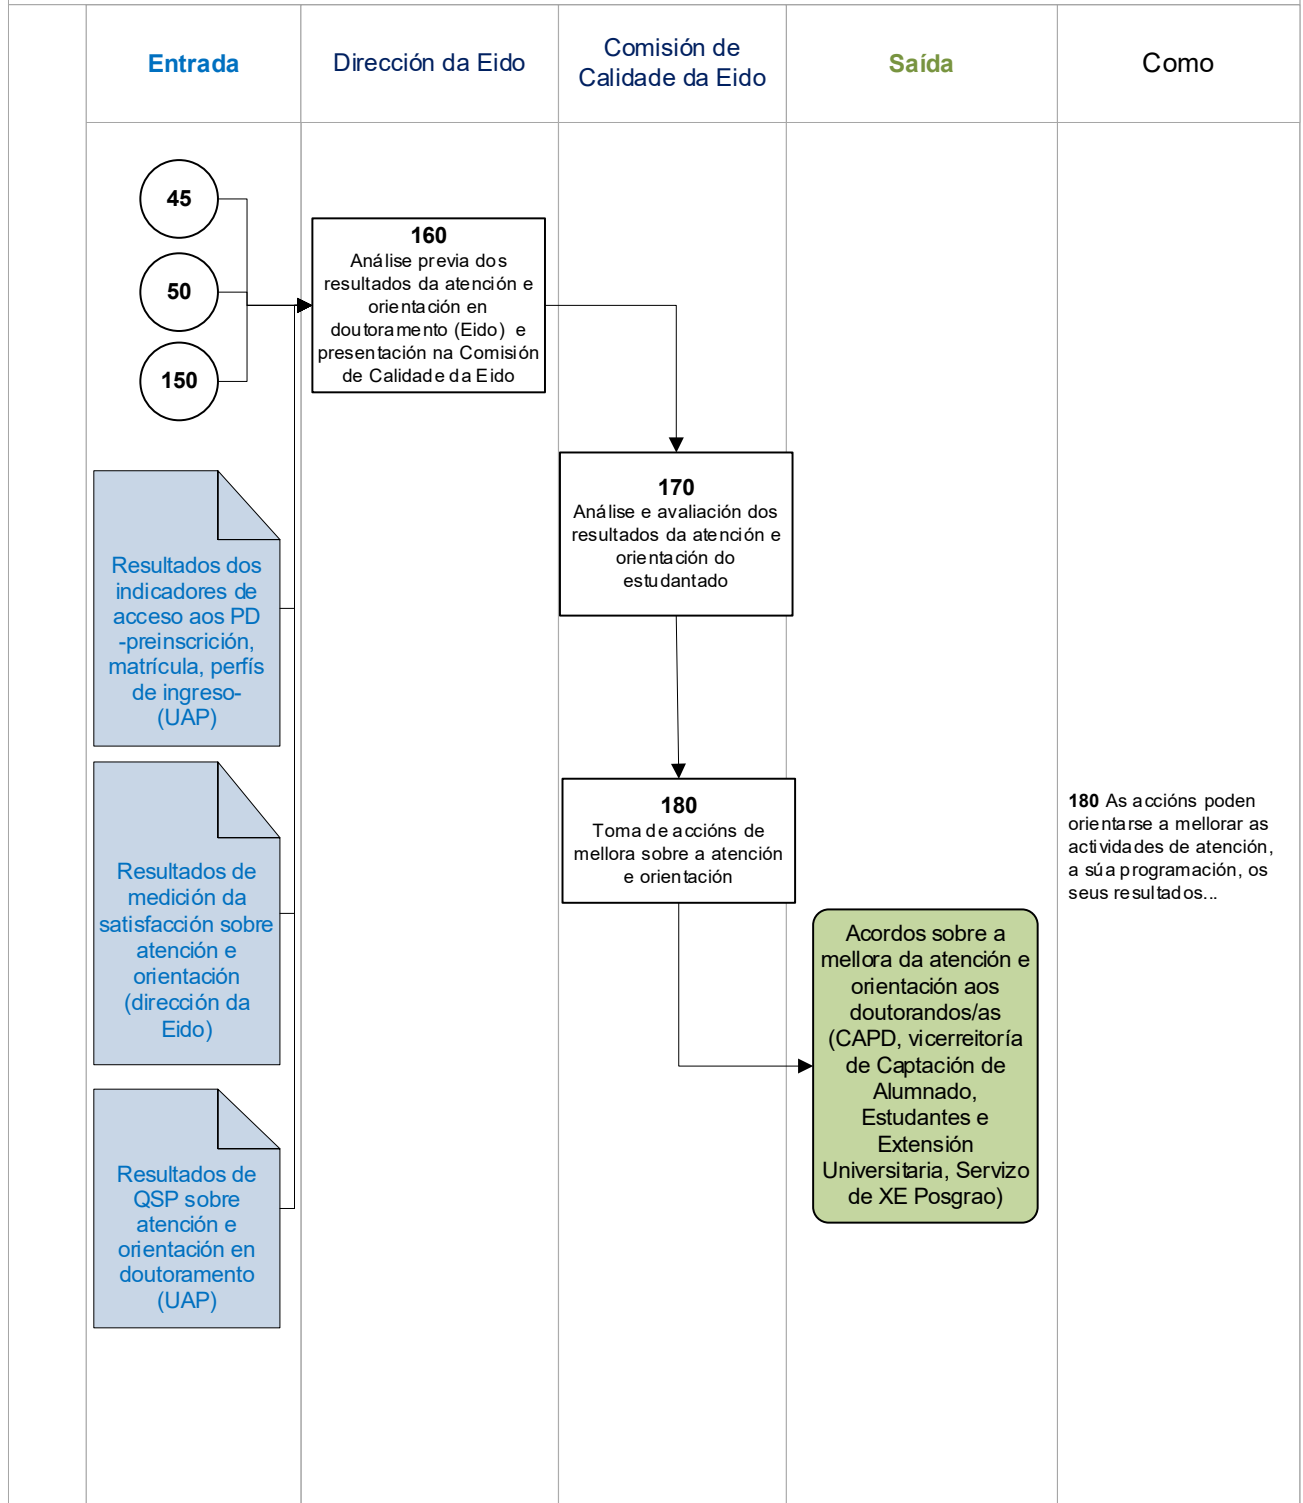 Entrada
Dirección da Eido
Comisión de
Calidade da Eido
Saída
Como
45
50
150
160
Análise previa dos
resultados da atención e
orientación en
doutoramento (Eido) e
presentación na Comisión
de Calidade da Eido
170
Análise e avaliación dos
resultados da atención e
orientación do
estudantado
180
Toma de accións de
mellora sobre a atención
e orientación
Resultados dos
indicadores de
acceso aos PD
-preinscrición,
matrícula, perfís
de ingreso-
(UAP)
Resultados de
medición da
satisfacción sobre
atención e
orientación
(dirección da
Eido)
Resultados de
QSP sobre
atención e
orientación en
doutoramento
(UAP)
Acordos sobre a
mellora da atención e
orientación aos
doutorandos/as
(CAPD, vicerreitoría
de Captación de
Alumnado,
Estudantes e
Extensión
Universitaria, Servizo
de XE Posgrao)
180 As accións poden
orientarse a mellorar as
actividades de atención,
a súa programación, os
seus resultados...